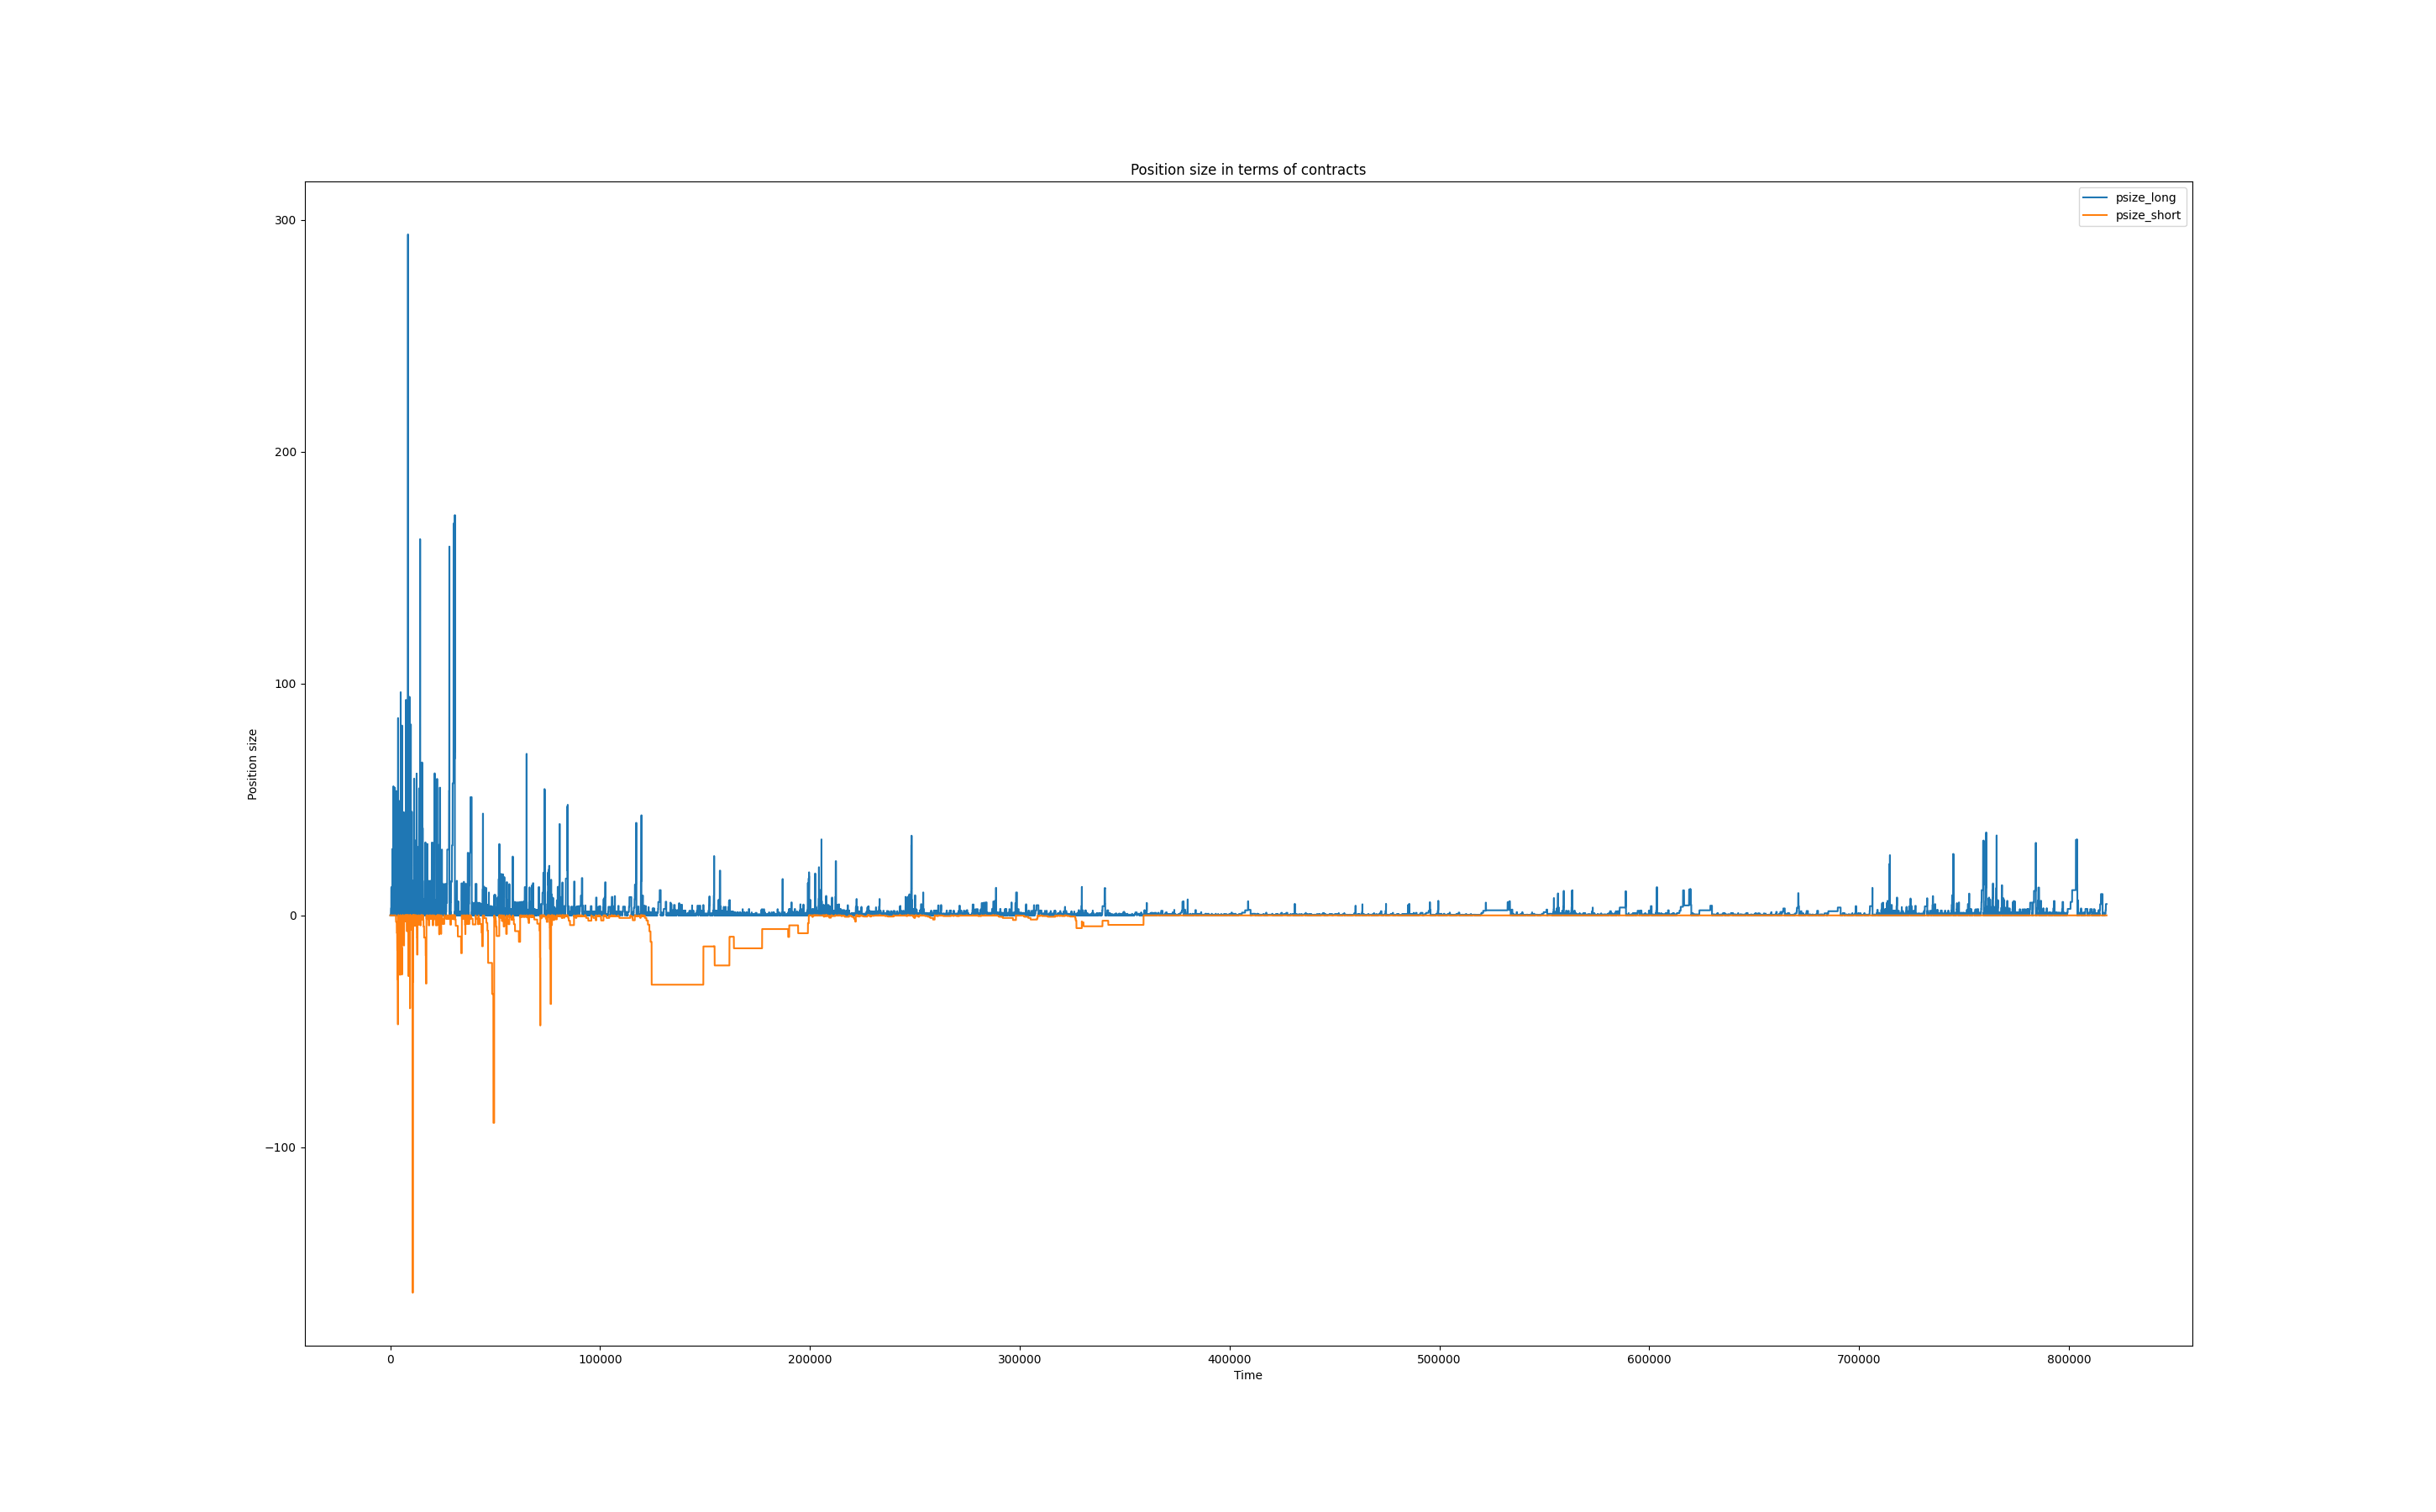 Position size in terms of contracts
psize_long
psize_short
300
200
100
0
−100
Position size
0 100000 200000 300000 400000 500000 600000 700000 800000
Time